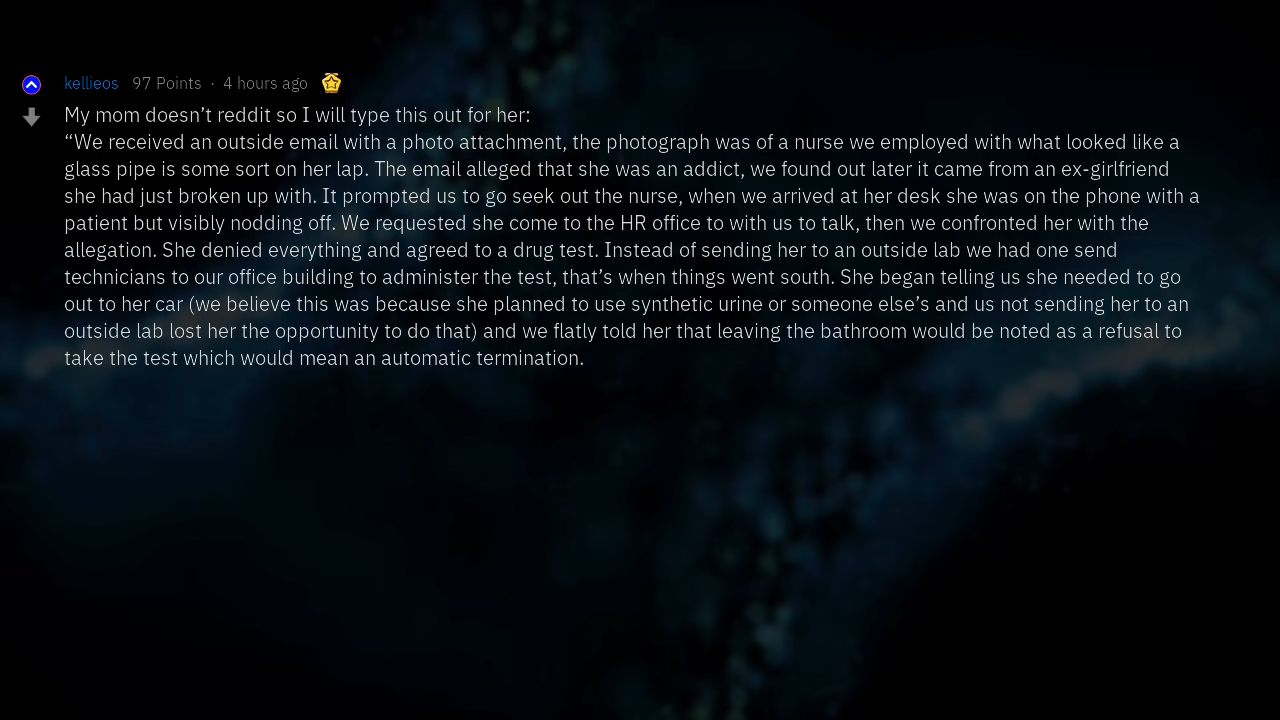 kellieos 97 Points · 4 hours ago
My mom doesn’t reddit so I will type this out for her:
“We received an outside email with a photo attachment, the photograph was of a nurse we employed with what looked like a
glass pipe is some sort on her lap. The email alleged that she was an addict, we found out later it came from an ex-girlfriend
she had just broken up with. It prompted us to go seek out the nurse, when we arrived at her desk she was on the phone with a
patient but visibly nodding off. We requested she come to the HR office to with us to talk, then we confronted her with the
allegation. She denied everything and agreed to a drug test. Instead of sending her to an outside lab we had one send
technicians to our office building to administer the test, that’s when things went south. She began telling us she needed to go
out to her car (we believe this was because she planned to use synthetic urine or someone else’s and us not sending her to an
outside lab lost her the opportunity to do that) and we flatly told her that leaving the bathroom would be noted as a refusal to
take the test which would mean an automatic termination.